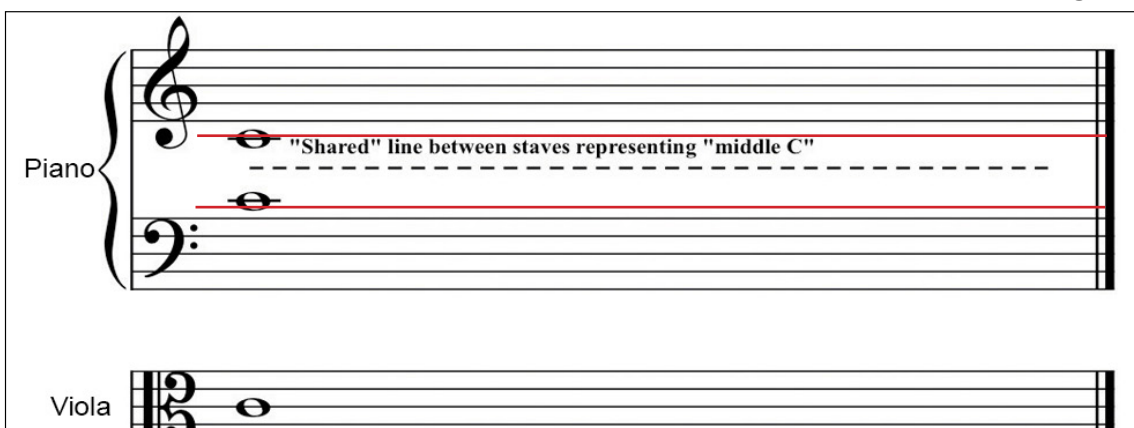 "Shared" line between staves representing "middle C"
Piano
Viola